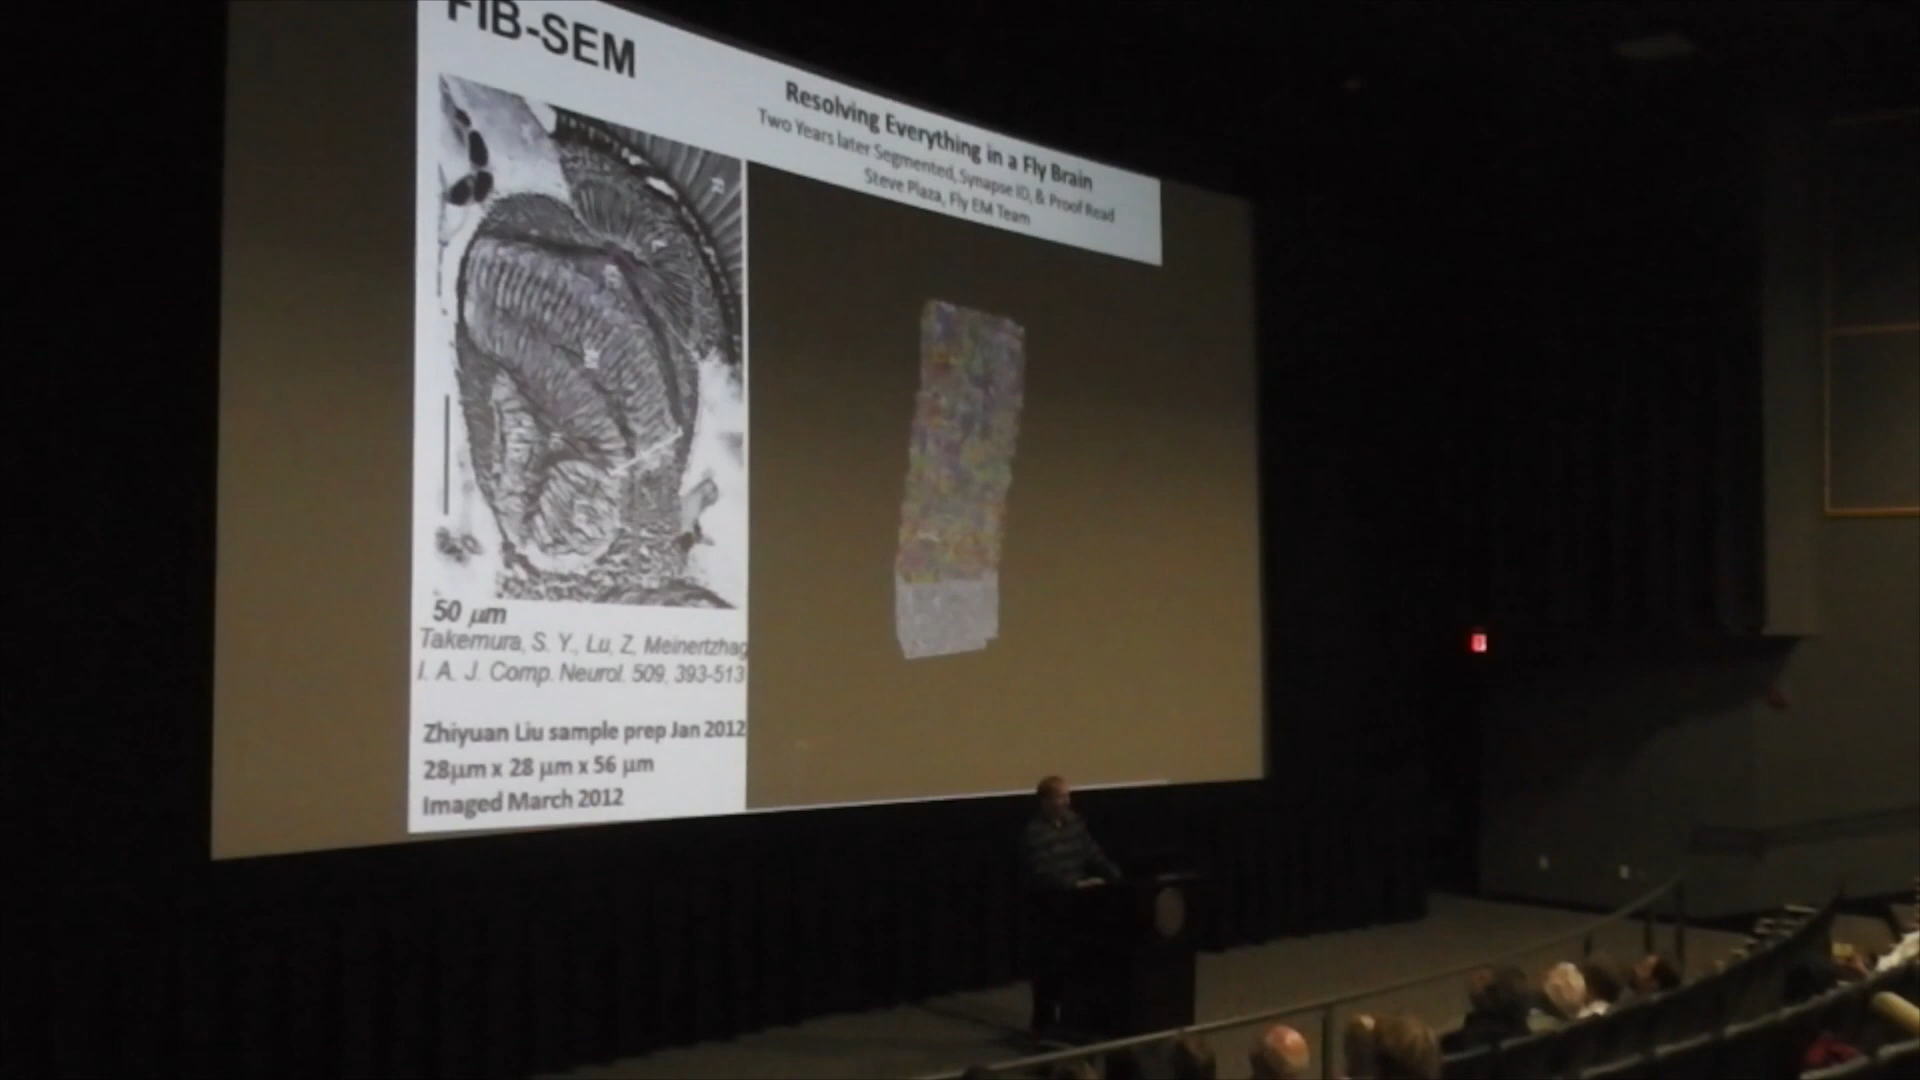 FIB-SEM
Resolving Everything in a Fly Brain
Two Years later Segmented, Synapse ID, & Proof Read
Steve Plaza, Fly EM Team
50 µm
Takemura, S. Y., Lu, Z, Meinertzhag
I. A. J. Comp. Neurol. 509, 393-513
Zhiyuan Liu sample prep Jan 2012
28µm x 28 µm x 56 µm
Imaged March 2012